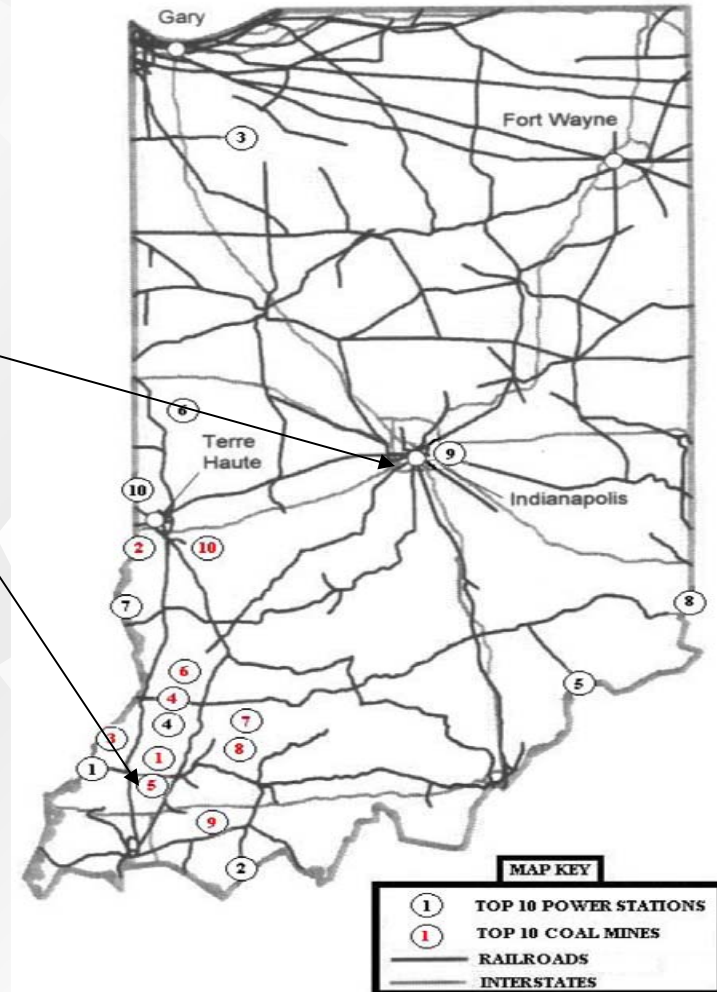 Gary
Fort Wayne
3
6
Terre
Haute
9
10
Indianapolis
2
10
7
8
6
5
4
4
7
3
8
1
1
5
9
2
MAP KEY
1 TOP 10 POWER STATIONS
1 TOP 10 COAL MINES
RAILROADS
INTERSTATES